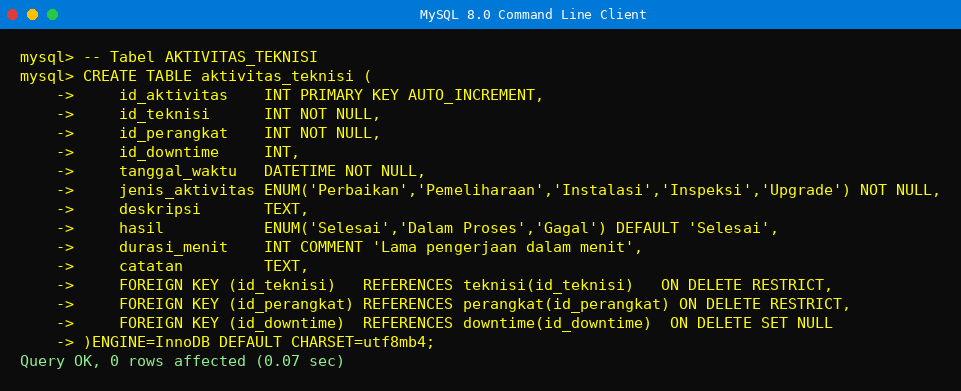 MySQL 8.0 Command Line Client
mysql> -- Tabel AKTIVITAS_TEKNISI
mysql> CREATE TABLE aktivitas_teknisi (
    ->     id_aktivitas    INT PRIMARY KEY AUTO_INCREMENT,
    ->     id_teknisi      INT NOT NULL,
    ->     id_perangkat    INT NOT NULL,
    ->     id_downtime     INT,
    ->     tanggal_waktu   DATETIME NOT NULL,
    ->     jenis_aktivitas ENUM('Perbaikan','Pemeliharaan','Instalasi','Inspeksi','Upgrade') NOT NULL,
    ->     deskripsi       TEXT,
    ->     hasil           ENUM('Selesai','Dalam Proses','Gagal') DEFAULT 'Selesai',
    ->     durasi_menit    INT COMMENT 'Lama pengerjaan dalam menit',
    ->     catatan         TEXT,
    ->     FOREIGN KEY (id_teknisi)   REFERENCES teknisi(id_teknisi)   ON DELETE RESTRICT,
    ->     FOREIGN KEY (id_perangkat) REFERENCES perangkat(id_perangkat) ON DELETE RESTRICT,
    ->     FOREIGN KEY (id_downtime)  REFERENCES downtime(id_downtime)  ON DELETE SET NULL
    -> )ENGINE=InnoDB DEFAULT CHARSET=utf8mb4;
Query OK, 0 rows affected (0.07 sec)